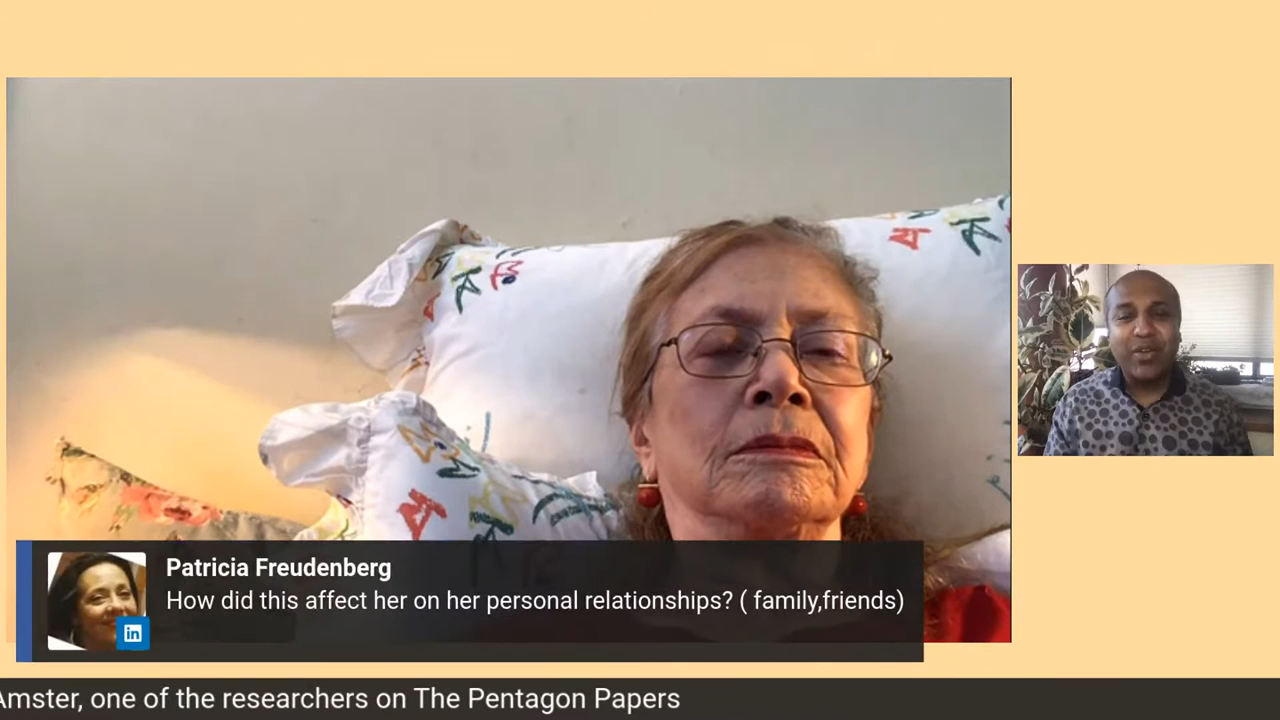 Patricia Freudenberg
How did this affect her on her personal relationships? ( family,friends)
in
Amster, one of the researchers on The Pentagon Papers